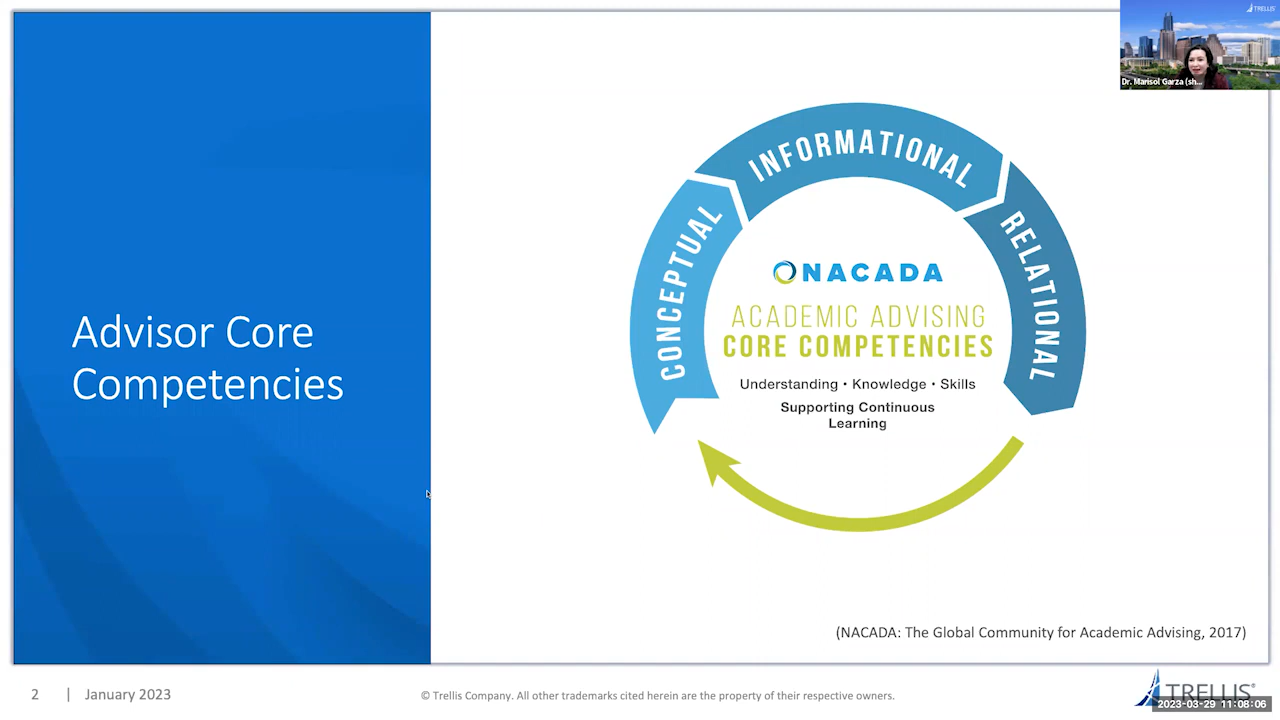 TRELLIS
Dr. Marisol Garza (sh...
Advisor Core
Competencies
CONCEPTUAL
INFORMATIONAL
RELATIONAL
NACADA
ACADEMIC ADVISING
CORE COMPETENCIES
Understanding • Knowledge • Skills
Supporting Continuous
Learning
(NACADA: The Global Community for Academic Advising, 2017)
2 | January 2023
© Trellis Company. All other trademarks cited herein are the property of their respective owners.
TRELLIS®
2023-03-29 11:08:06